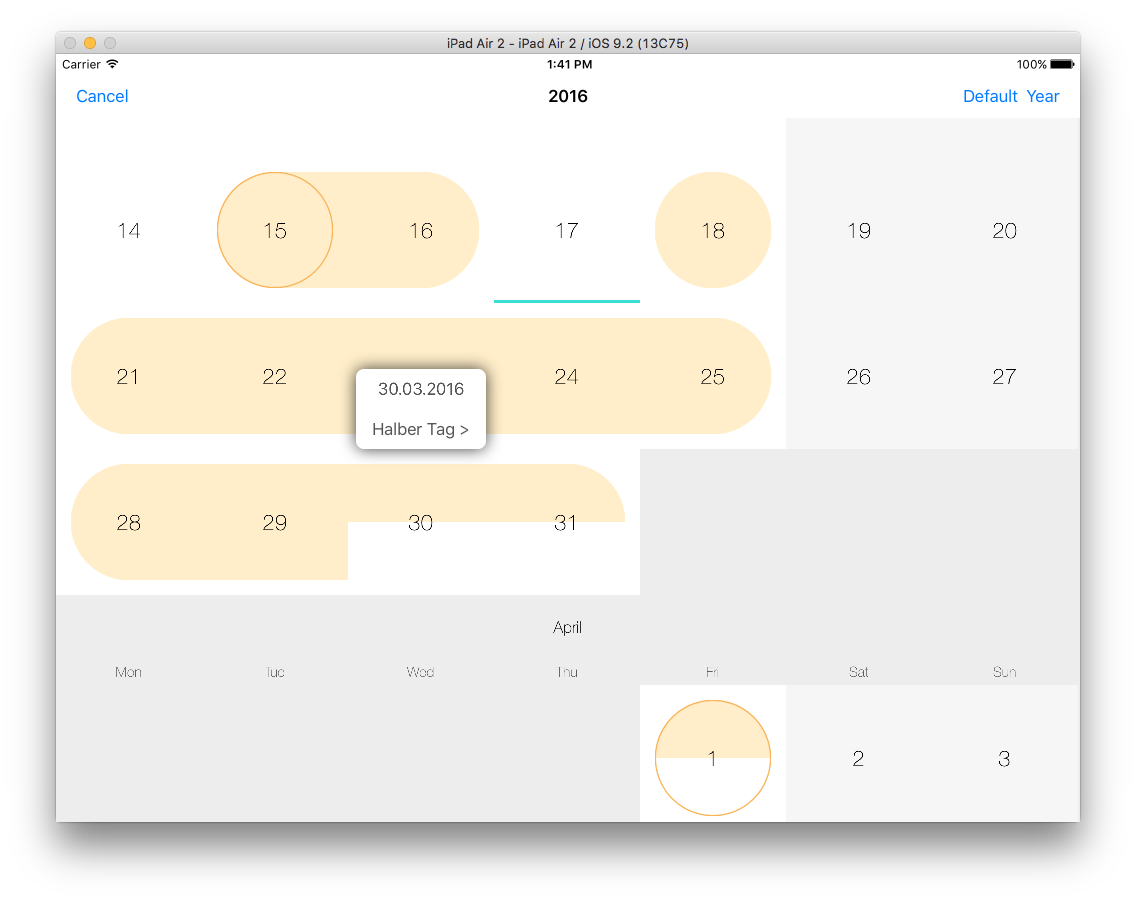 iPad Air 2 - iPad Air 2 / iOS 9.2 (13C75)
Carrier 1:41 PM 100%
Cancel 2016 Default Year
14 15 16 17 18 19 20
21 22 24 25 26 27
30.03.2016
Halber Tag >
28 29 30 31
April
Mon Tue Wed Thu Fri Sat Sun
1 2 3